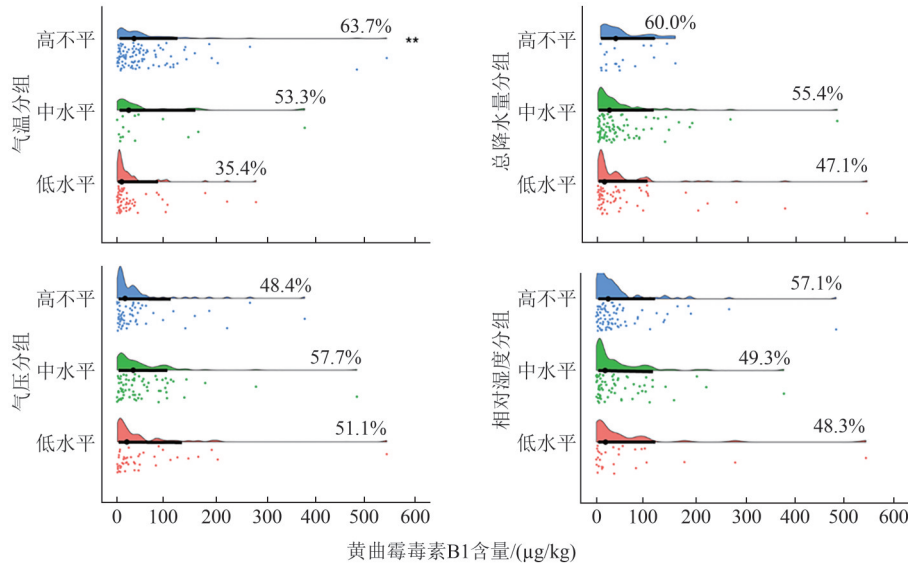 气温分组
高不平
63.7%
**
中水平
53.3%
低水平
35.4%
总降水量分组
高不平
60.0%
中水平
55.4%
低水平
47.1%
气压分组
高不平
48.4%
中水平
57.7%
低水平
51.1%
0 100 200 300 400 500 600
相对湿度分组
高不平
57.1%
中水平
49.3%
低水平
48.3%
0 100 200 300 400 500 600
黄曲霉毒素B1含量/(μg/kg)